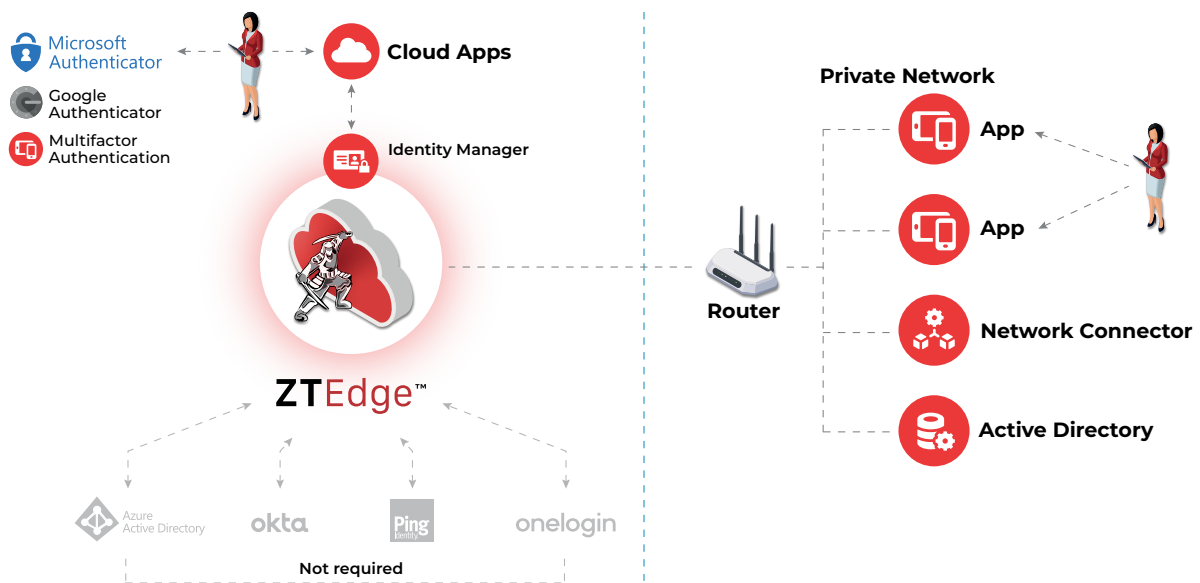 Microsoft
Authenticator
Google
Authenticator
Multifactor
Authentication
Cloud Apps
Identity Manager
ZTEdge™
Azure
Active Directory
okta
Ping
Identity
onelogin
Not required
Private Network
App
App
Router
Network Connector
Active Directory